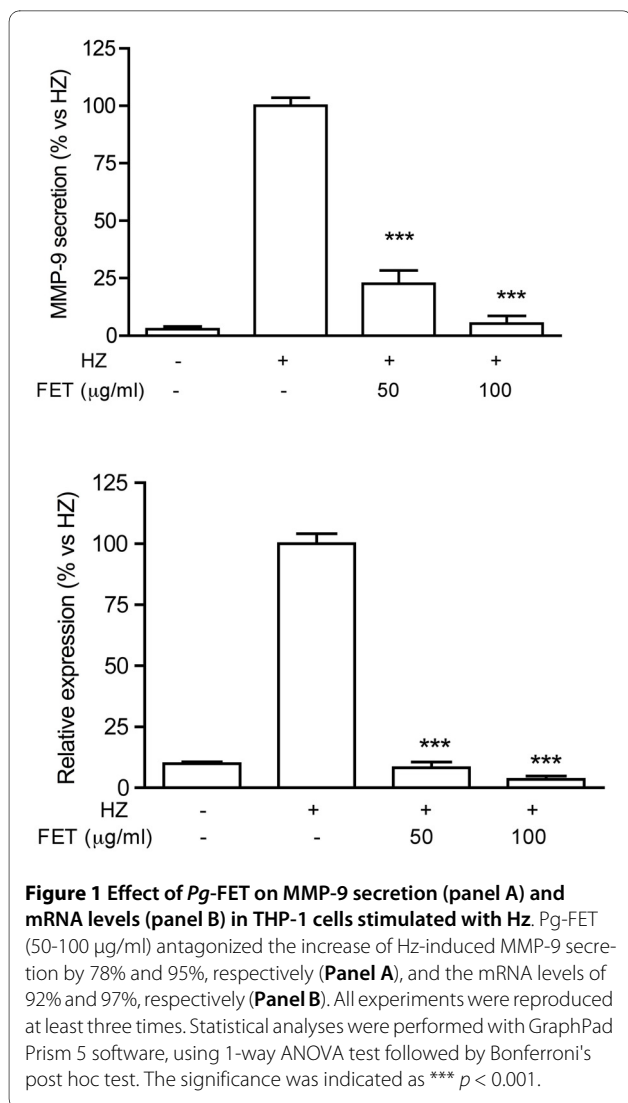 MMP-9 secretion (% vs HZ)
125
100
75
50
25
0
***
***
HZ - + + +
FET (μg/ml) - - 50 100
Relative expression (% vs HZ)
125
100
75
50
25
0
***
***
HZ - + + +
FET (μg/ml) - - 50 100
Figure 1 Effect of Pg-FET on MMP-9 secretion (panel A) and
mRNA levels (panel B) in THP-1 cells stimulated with Hz. Pg-FET
(50-100 μg/ml) antagonized the increase of Hz-induced MMP-9 secre-
tion by 78% and 95%, respectively (Panel A), and the mRNA levels of
92% and 97%, respectively (Panel B). All experiments were reproduced
at least three times. Statistical analyses were performed with GraphPad
Prism 5 software, using 1-way ANOVA test followed by Bonferroni's
post hoc test. The significance was indicated as *** p < 0.001.